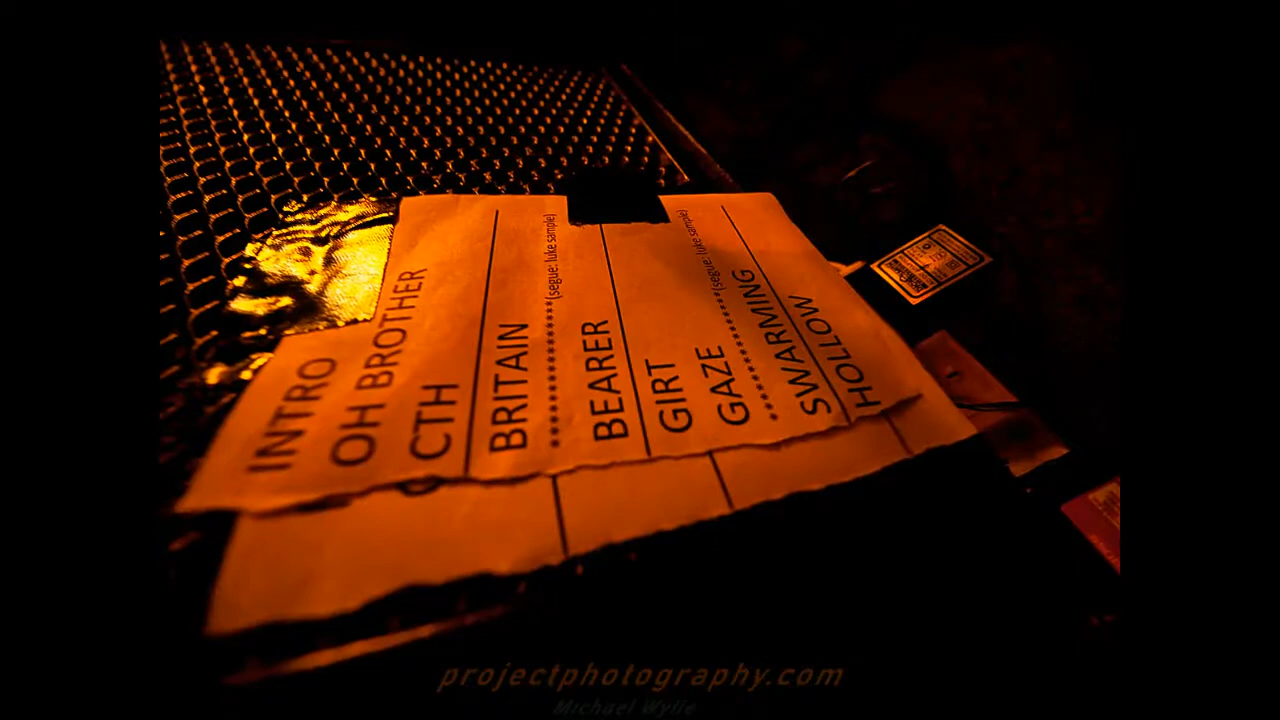 INTRO
OH BROTHER
CTH
BRITAIN
***************(segue: luke sample)
BEARER
GIRT
GAZE
***************(segue: luke sample)
SWARMING
HOLLOW
projectphotography.com
Michael Wylie